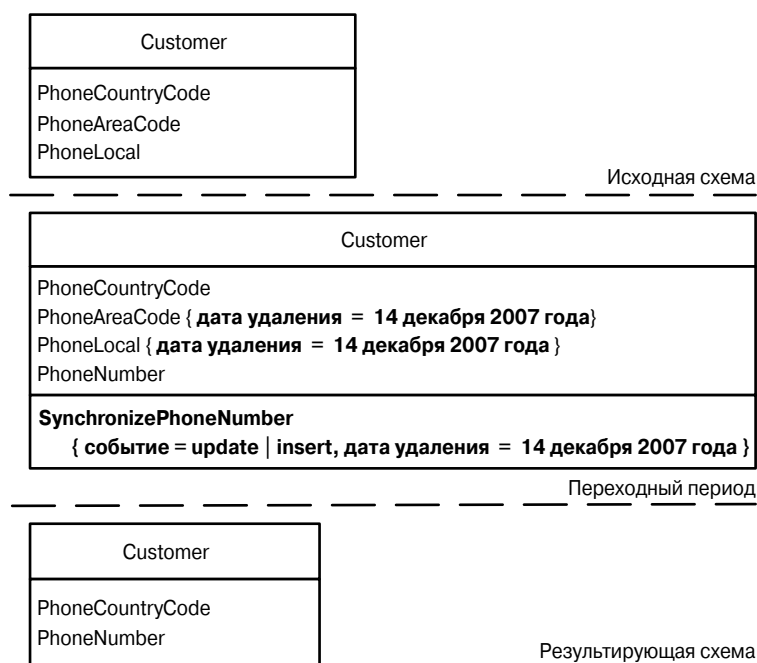 Customer
PhoneCountryCode
PhoneAreaCode
PhoneLocal
Исходная схема
Customer
PhoneCountryCode
PhoneAreaCode { дата удаления = 14 декабря 2007 года}
PhoneLocal { дата удаления = 14 декабря 2007 года }
PhoneNumber
SynchronizePhoneNumber
{ событие = update | insert, дата удаления = 14 декабря 2007 года }
Переходный период
Customer
PhoneCountryCode
PhoneNumber
Результирующая схема